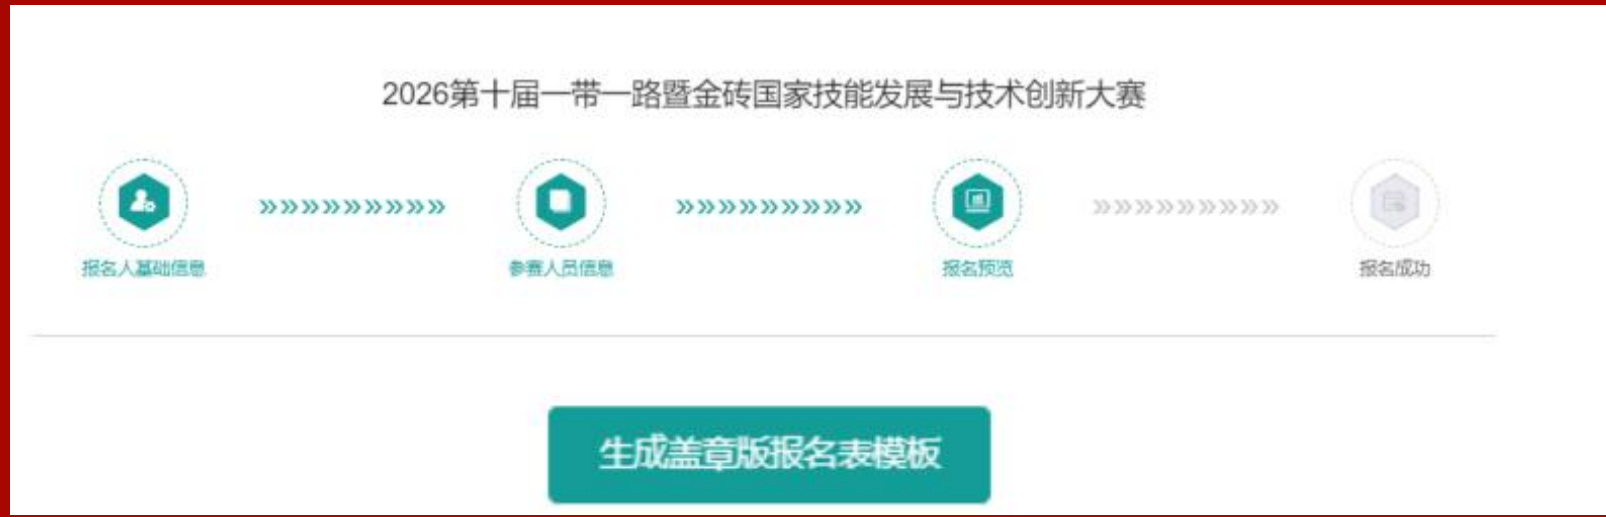 2026第十届一带一路暨金砖国家技能发展与技术创新大赛
报名人基础信息
参赛人员信息
报名预览
报名成功
生成盖章版报名表模板